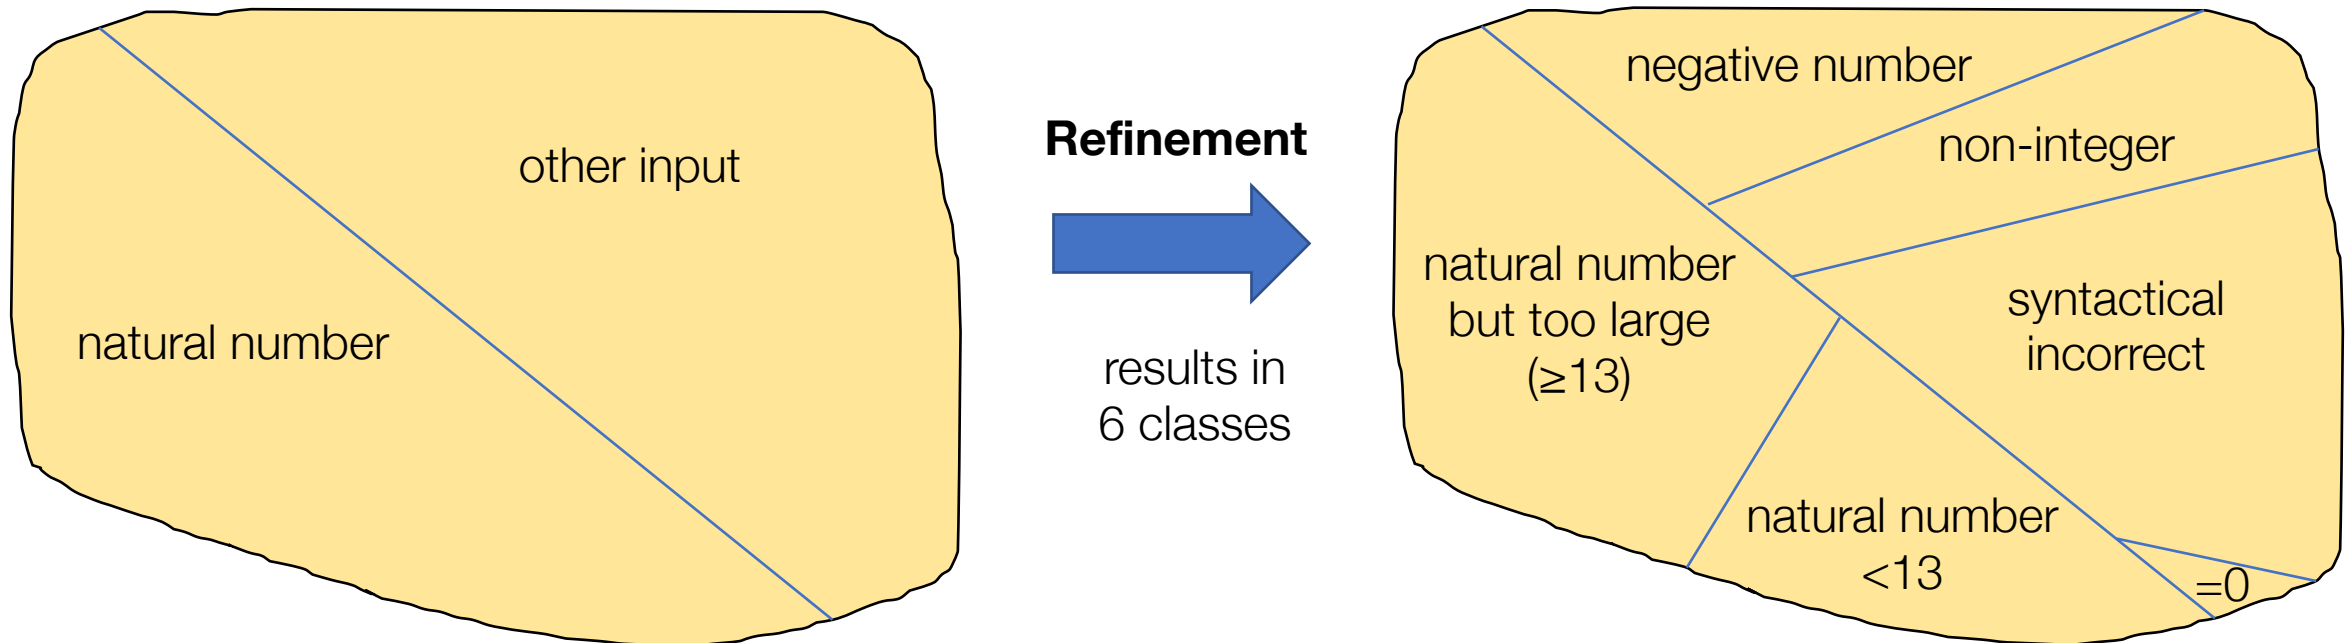 other input
natural number
Refinement
results in
6 classes
negative number
non-integer
natural number
but too large
(≥13)
syntactical
incorrect
natural number
<13
=0